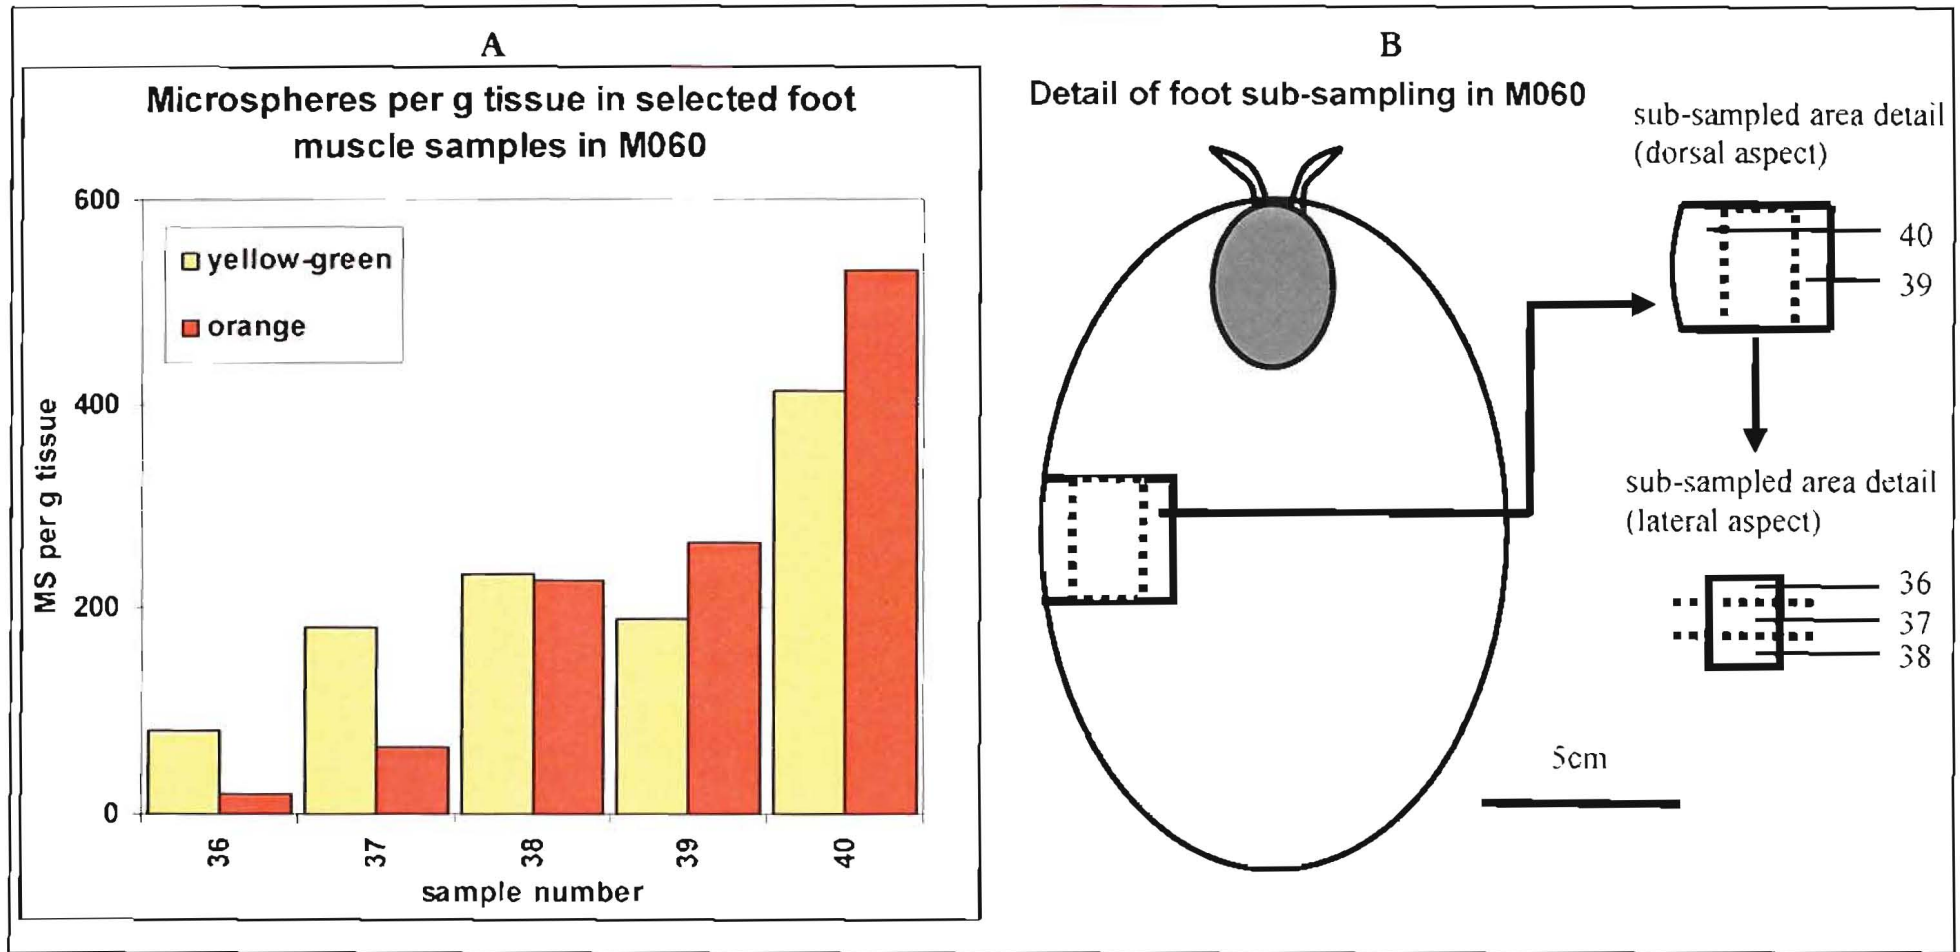 A
Microspheres per g tissue in selected foot
muscle samples in M060
600
400
200
0
MS per g tissue
yellow-green
orange
36
37
38
39
40
sample number
B
Detail of foot sub-sampling in M060
sub-sampled area detail
(dorsal aspect)
40
39
sub-sampled area detail
(lateral aspect)
36
37
38
5cm